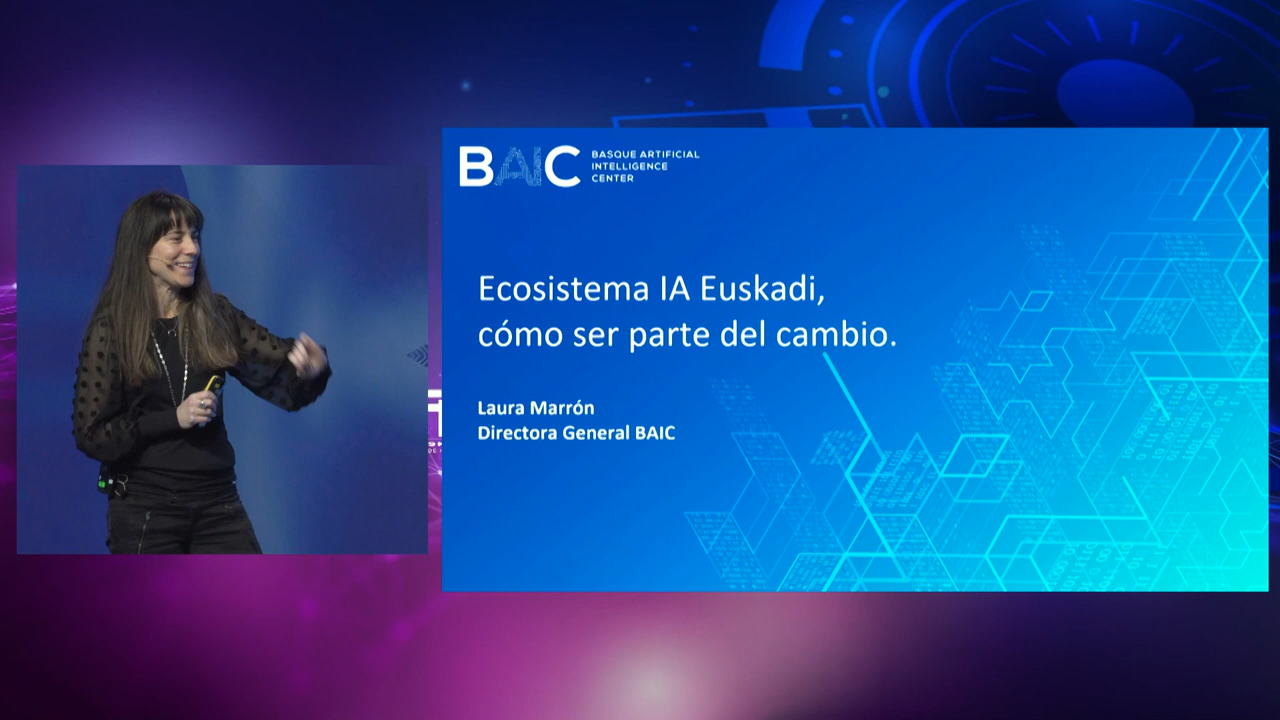 BAIC
BASQUE ARTIFICIAL
INTELLIGENCE
CENTER
Ecosistema IA Euskadi,
cómo ser parte del cambio.
Laura Marrón
Directora General BAIC